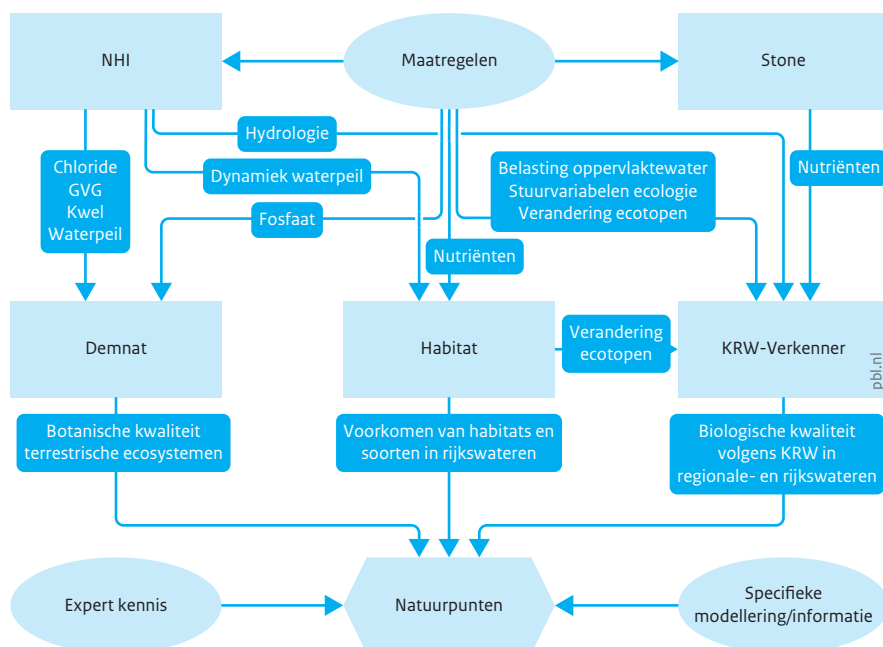 NHI
Maatregelen
Stone
Hydrologie
Chloride
GVG
Kwel
Waterpeil
Dynamiek waterpeil
Belasting oppervlaktewater
Stuurvariabelen ecologie
Verandering ecotopen
Nutriënten
Fosfaat
Nutriënten
Demnat
Habitat
Verandering
ecotopen
KRW-Verkenner
pbl.nl
Botanische kwaliteit
terrestrische ecosystemen
Voorkomen van habitats en
soorten in rijkswateren
Biologische kwaliteit
volgens KRW in
regionale- en rijkswateren
Expert kennis
Natuurpunten
Specifieke
modellering/informatie